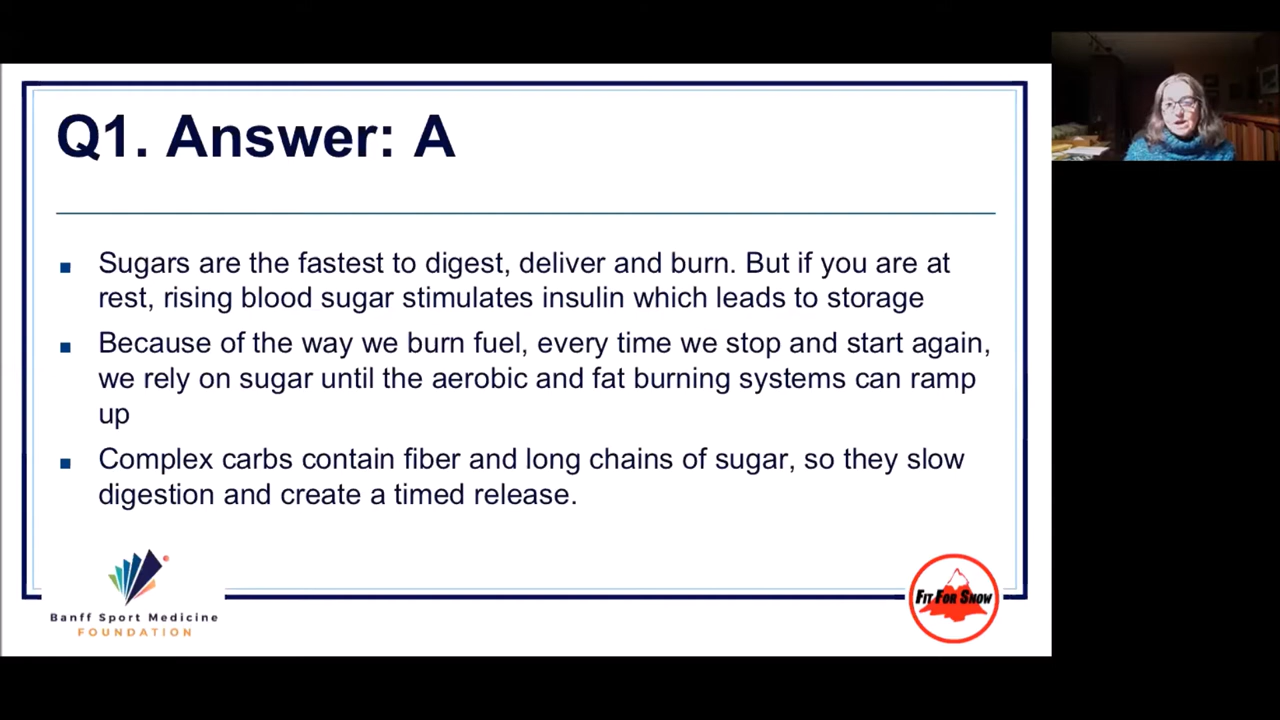 Q1. Answer: A
Sugars are the fastest to digest, deliver and burn. But if you are at
rest, rising blood sugar stimulates insulin which leads to storage
Because of the way we burn fuel, every time we stop and start again,
we rely on sugar until the aerobic and fat burning systems can ramp
up
Complex carbs contain fiber and long chains of sugar, so they slow
digestion and create a timed release.
Banff Sport Medicine
FOUNDATION
FIT FOR SNOW